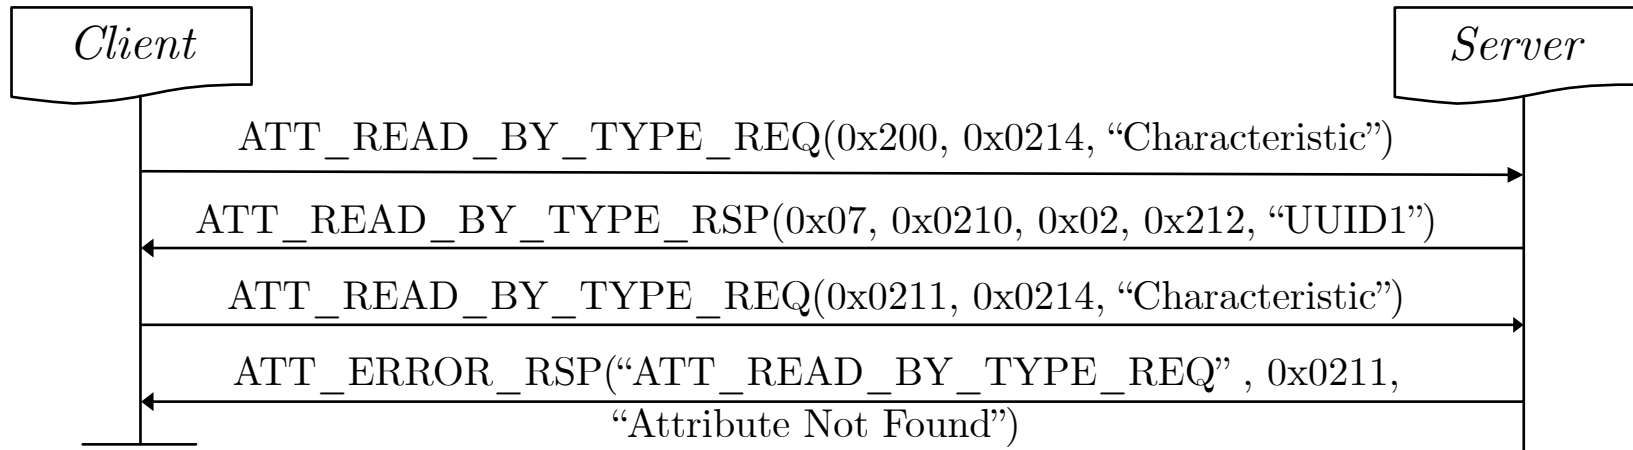 Client
Server
ATT_READ_BY_TYPE_REQ(0x200, 0x0214, “Characteristic”)
ATT_READ_BY_TYPE_RSP(0x07, 0x0210, 0x02, 0x212, “UUID1”)
ATT_READ_BY_TYPE_REQ(0x0211, 0x0214, “Characteristic”)
ATT_ERROR_RSP(“ATT_READ_BY_TYPE_REQ” , 0x0211,
“Attribute Not Found”)